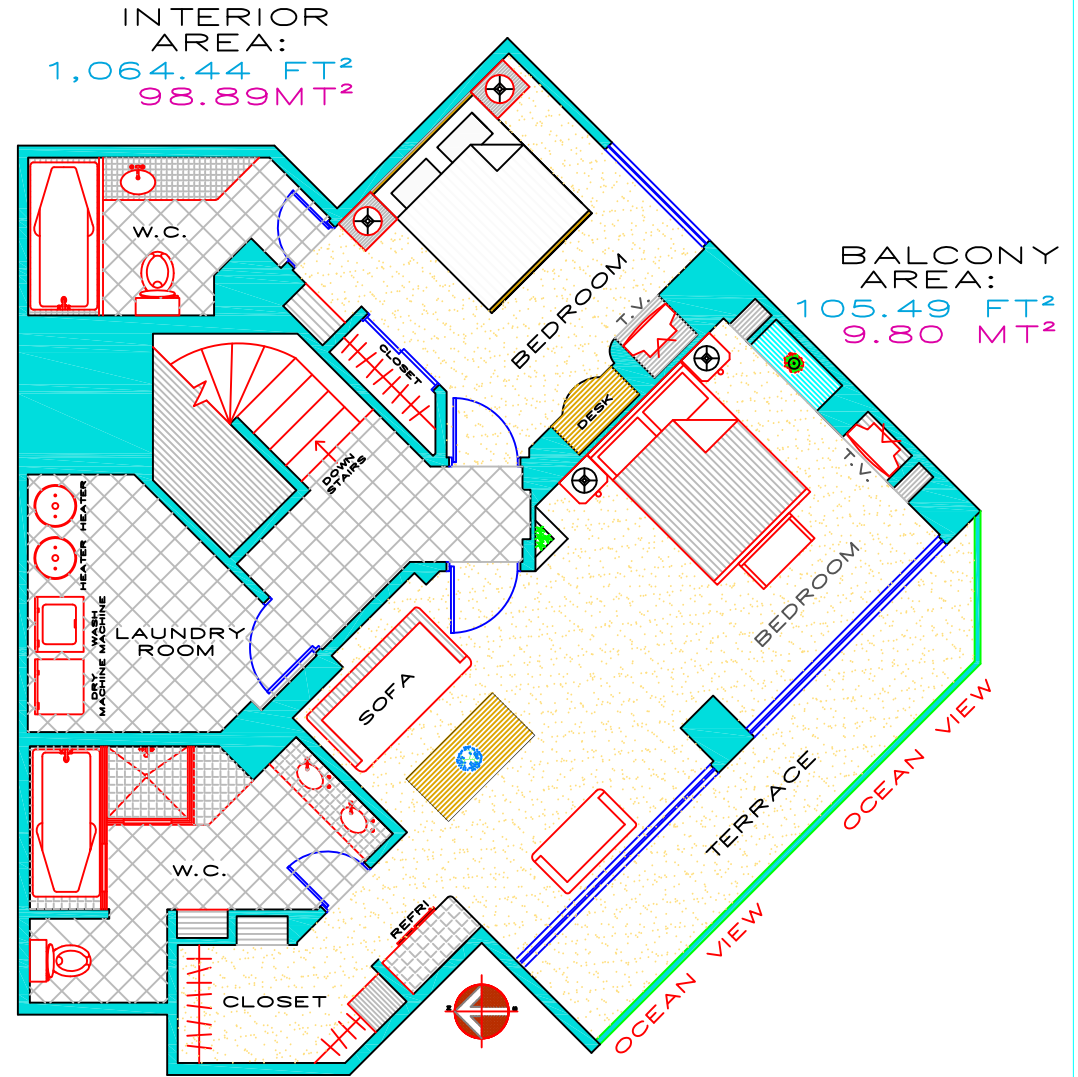 INTERIOR
AREA:
1,064.44 FT²
98.89MT²
BALCONY
AREA:
105.49 FT²
9.80 MT²
W.C.
BEDROOM
T.V.
CLOSET
DESK
DOWN
STAIRS
T.V.
HEATER HEATER
BEDROOM
WASH
MACHINE
LAUNDRY
ROOM
DRY
MACHINE
SOFA
OCEAN VIEW
TERRACE
W.C.
REFRI
OCEAN VIEW
CLOSET